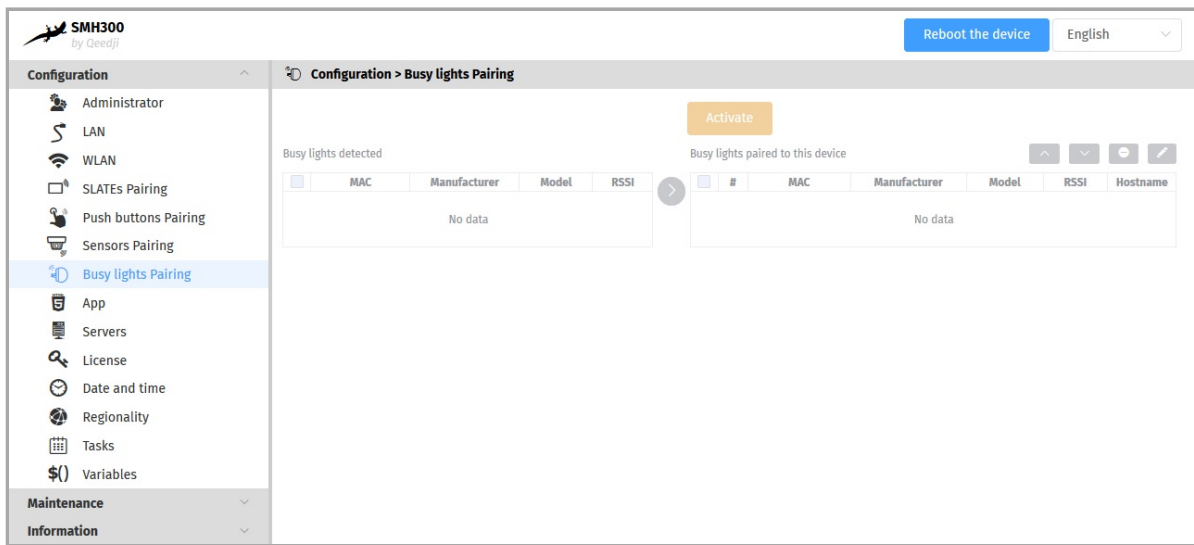 SMH300
by Qeedji
Reboot the device
English
Configuration
Administrator
LAN
WLAN
SLATEs Pairing
Push buttons Pairing
Sensors Pairing
Busy lights Pairing
App
Servers
License
Date and time
Regionality
Tasks
$() Variables
Maintenance
Information
Configuration > Busy lights Pairing
Activate
Busy lights detected
MAC Manufacturer Model RSSI
No data
Busy lights paired to this device
# MAC Manufacturer Model RSSI Hostname
No data